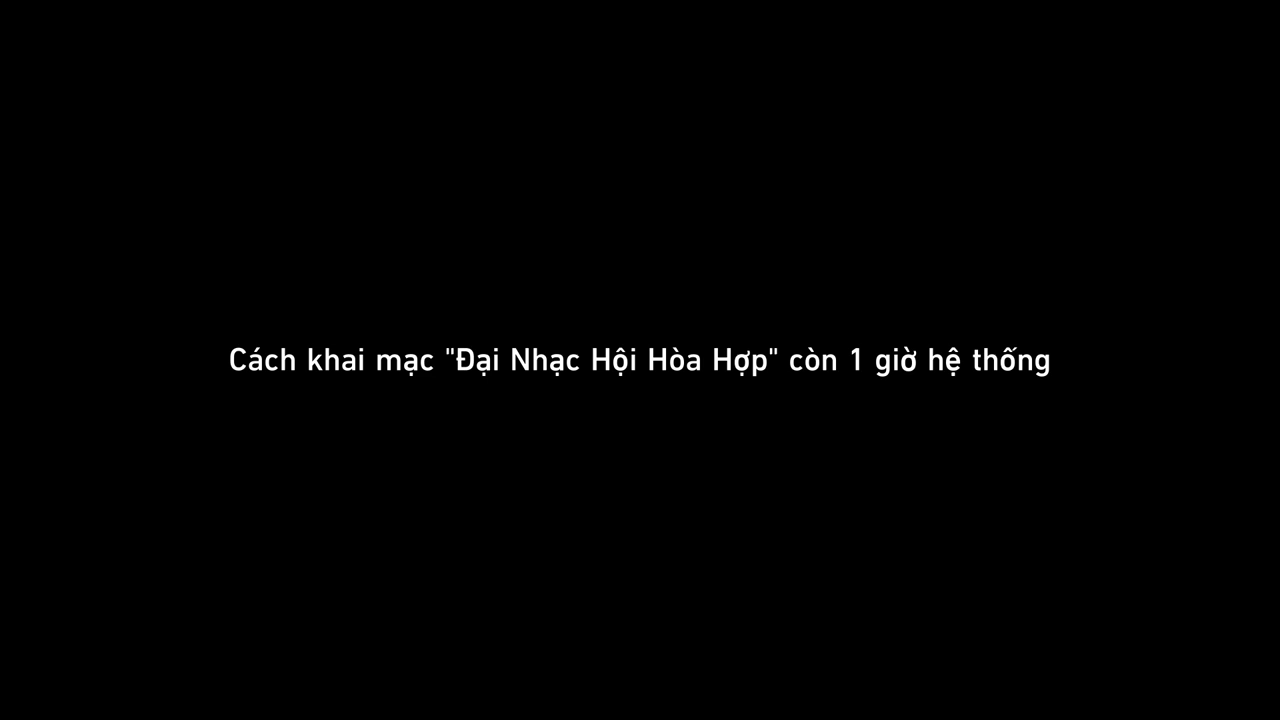 Cách khai mạc "Đại Nhạc Hội Hòa Hợp" còn 1 giờ hệ thống